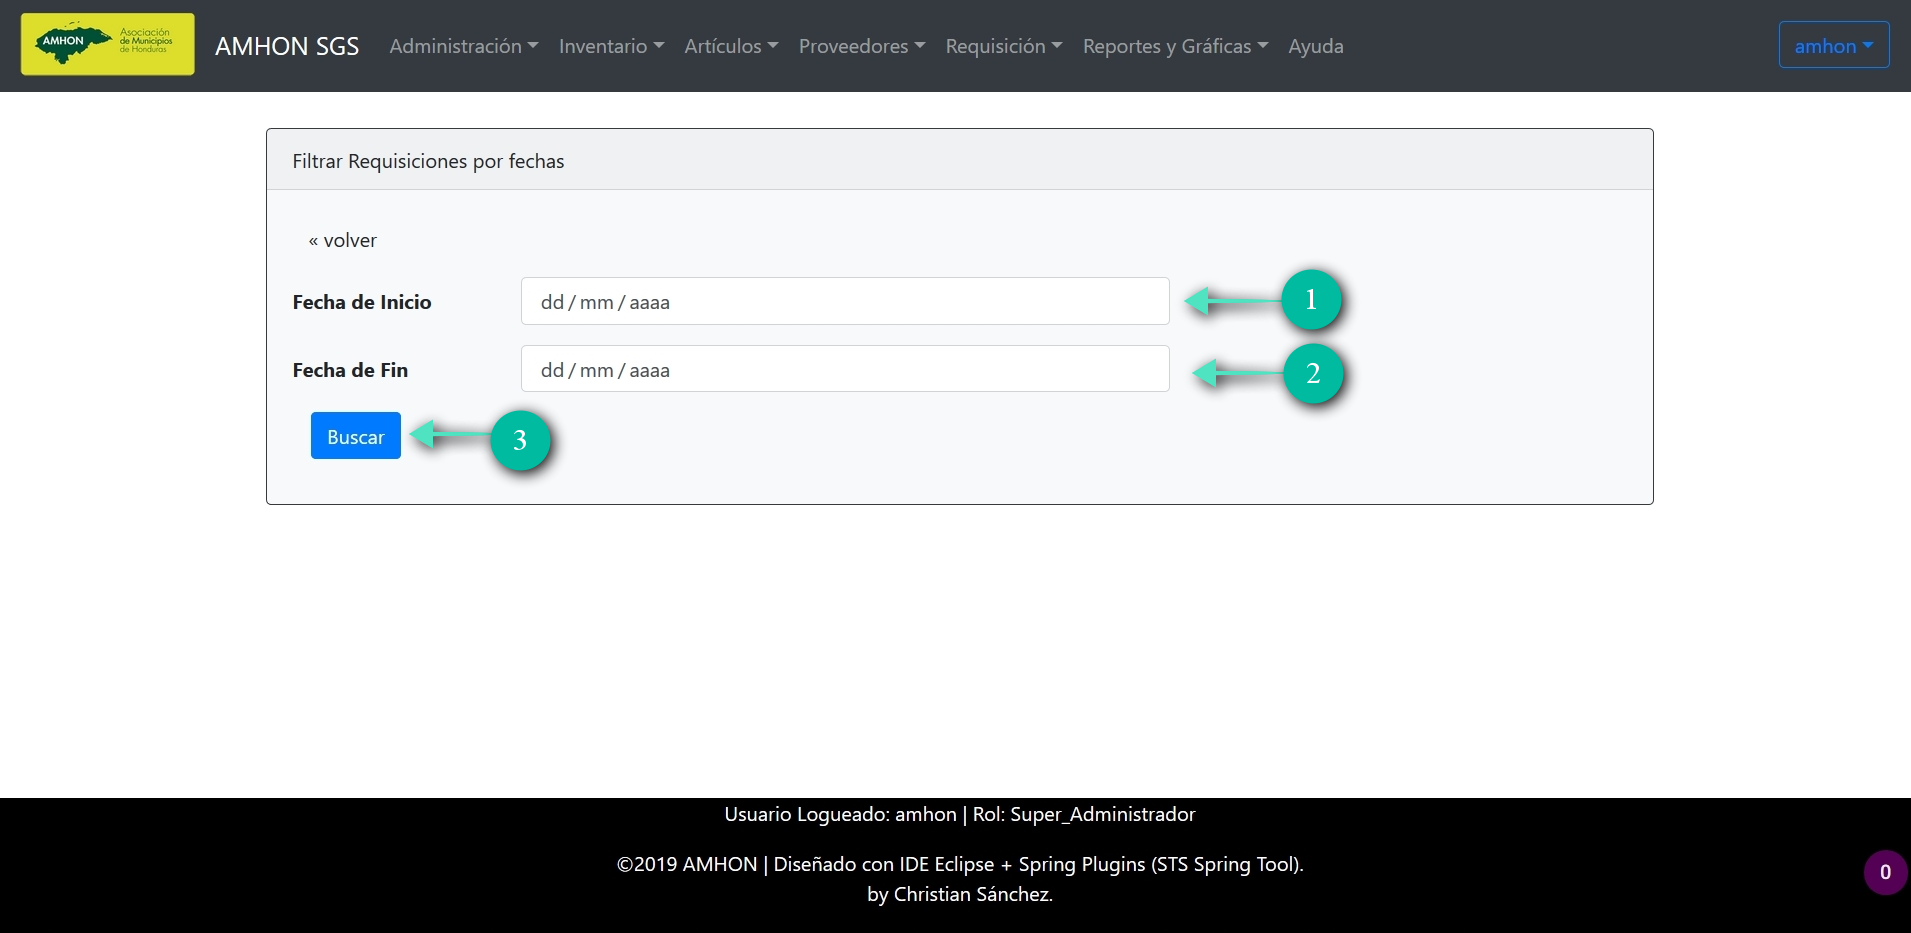 AMHON
Asociación
de Municipios
de Honduras
AMHON SGS
Administración
Inventario
Artículos
Proveedores
Requisición
Reportes y Gráficas
Ayuda
amhon
Filtrar Requisiciones por fechas
« volver
Fecha de Inicio
dd / mm / aaaa
1
Fecha de Fin
dd / mm / aaaa
2
Buscar
3
Usuario Logueado: amhon | Rol: Super_Administrador
©2019 AMHON | Diseñado con IDE Eclipse + Spring Plugins (STS Spring Tool).
by Christian Sánchez.
0